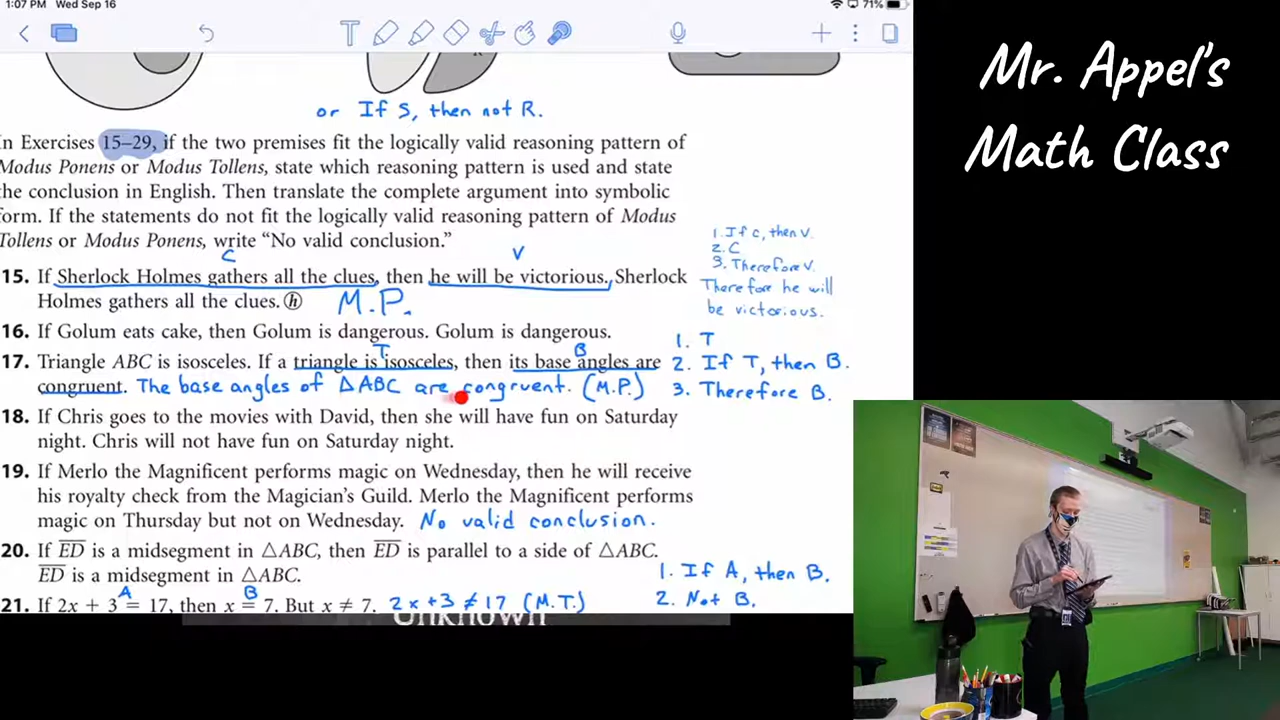 1:07 PM Wed Sep 16
71%
Mr. Appel's
Math Class
or If S, then not R.
In Exercises 15–29, if the two premises fit the logically valid reasoning pattern of
Modus Ponens or Modus Tollens, state which reasoning pattern is used and state
the conclusion in English. Then translate the complete argument into symbolic
form. If the statements do not fit the logically valid reasoning pattern of Modus
Tollens or Modus Ponens, write “No valid conclusion.”
C V
15. If Sherlock Holmes gathers all the clues, then he will be victorious. Sherlock
Holmes gathers all the clues. ⓗ M.P.
1. If C, then V.
2. C
3. Therefore V.
Therefore he will
be victorious.
16. If Golum eats cake, then Golum is dangerous. Golum is dangerous.
T B
17. Triangle ABC is isosceles. If a triangle is isosceles, then its base angles are
congruent. The base angles of △ABC are congruent. (M.P.)
1. T
2. If T, then B.
3. Therefore B.
18. If Chris goes to the movies with David, then she will have fun on Saturday
night. Chris will not have fun on Saturday night.
19. If Merlo the Magnificent performs magic on Wednesday, then he will receive
his royalty check from the Magician's Guild. Merlo the Magnificent performs
magic on Thursday but not on Wednesday. No valid conclusion.
20. If ED is a midsegment in △ABC, then ED is parallel to a side of △ABC.
ED is a midsegment in △ABC.
A B
21. If 2x + 3 = 17, then x = 7. But x ≠ 7. 2x+3 ≠ 17 (M.T.)
1. If A, then B.
2. Not B.
Unknown